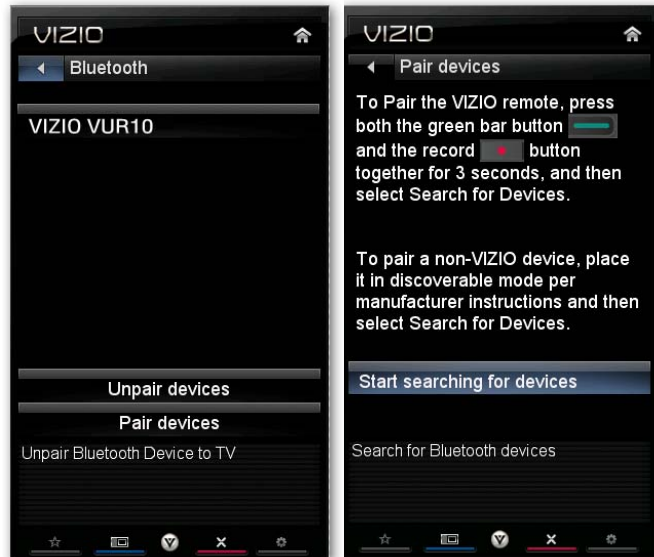 VIZIO
Bluetooth
VIZIO VUR10
Unpair devices
Pair devices
Unpair Bluetooth Device to TV
VIZIO
Pair devices
To Pair the VIZIO remote, press
both the green bar button
and the record button
together for 3 seconds, and then
select Search for Devices.
To pair a non-VIZIO device, place
it in discoverable mode per
manufacturer instructions and then
select Search for Devices.
Start searching for devices
Search for Bluetooth devices